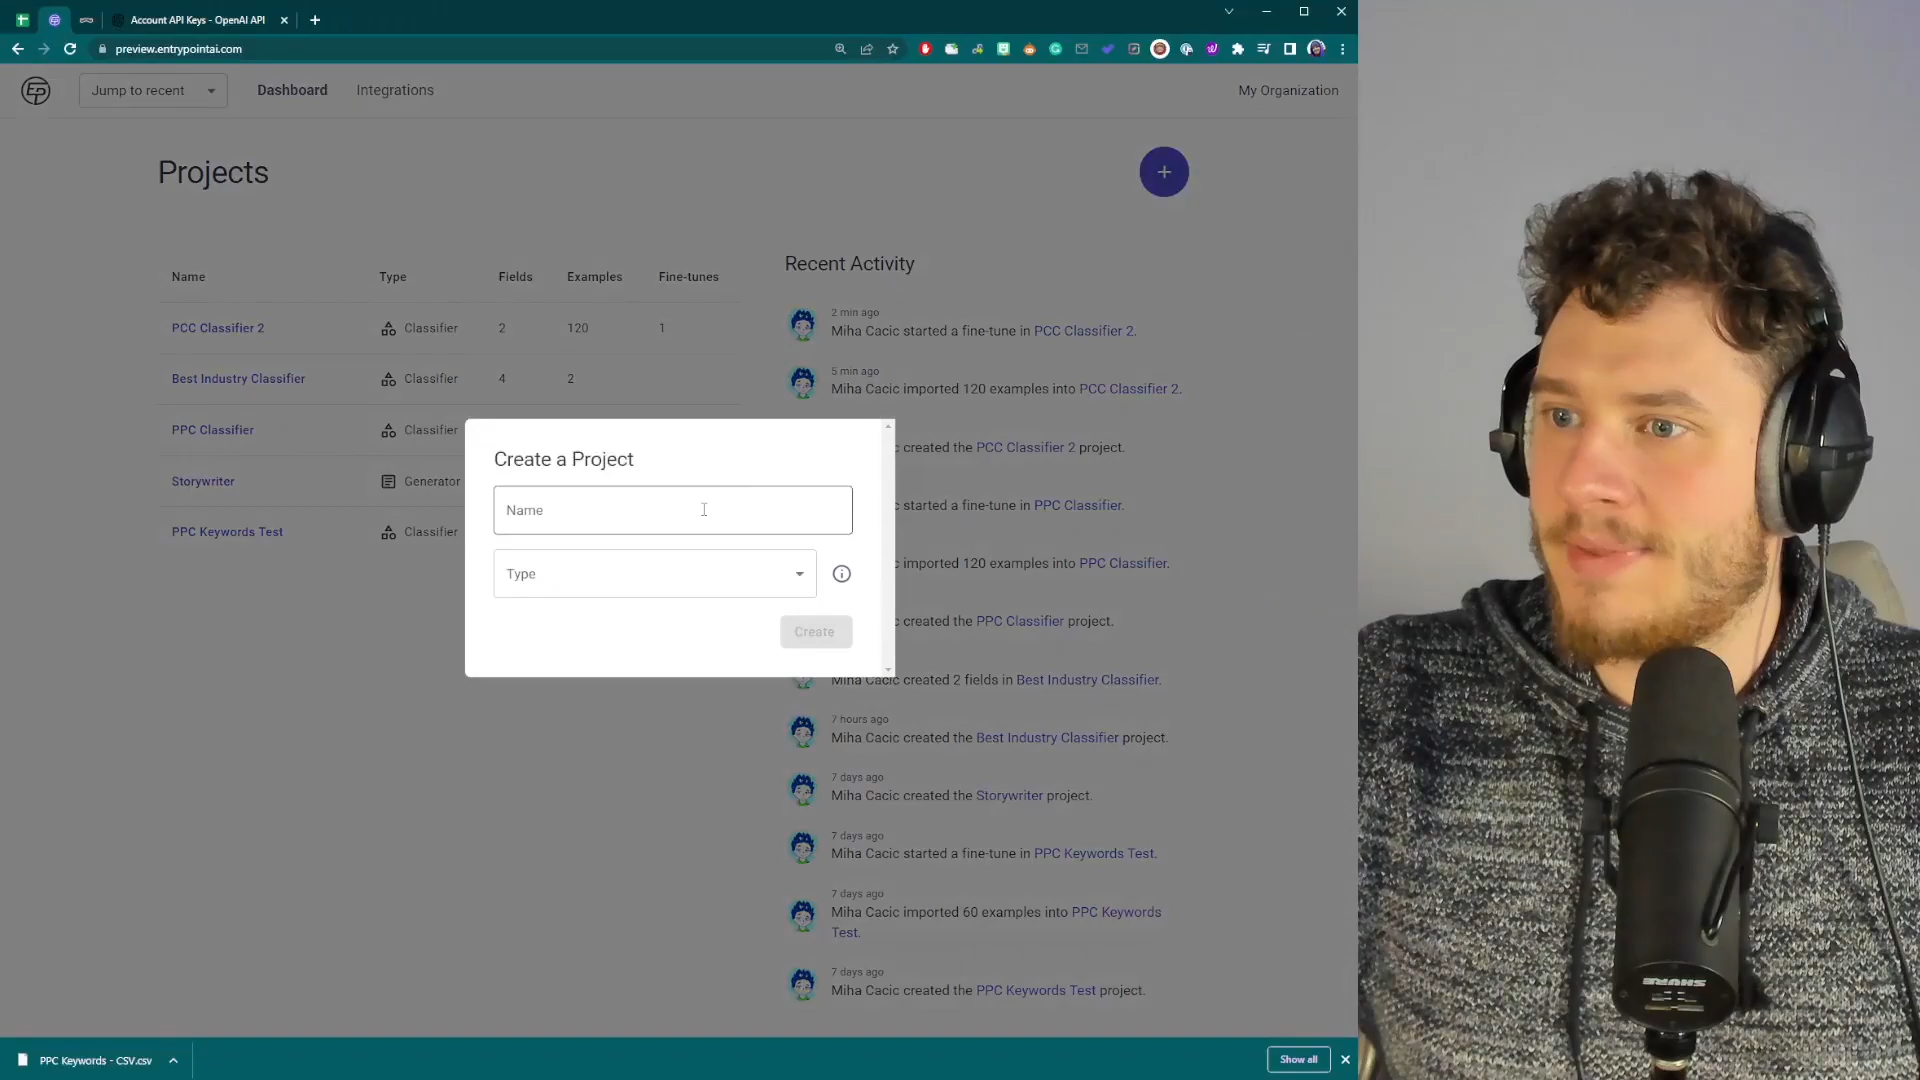 Account API Keys - OpenAI API
preview.entrypointai.com
EP
Jump to recent
Dashboard
Integrations
My Organization
Projects
+
Name
Type
Fields
Examples
Fine-tunes
PCC Classifier 2
Classifier
2
120
1
Best Industry Classifier
Classifier
4
2
PPC Classifier
Classifier
Storywriter
Generator
PPC Keywords Test
Classifier
Create a Project
Name
Type
Create
Recent Activity
2 min ago
Miha Cacic started a fine-tune in PCC Classifier 2.
5 min ago
Miha Cacic imported 120 examples into PCC Classifier 2.
c created the PCC Classifier 2 project.
c started a fine-tune in PPC Classifier.
c imported 120 examples into PPC Classifier.
c created the PPC Classifier project.
Miha Cacic created 2 fields in Best Industry Classifier.
7 hours ago
Miha Cacic created the Best Industry Classifier project.
7 days ago
Miha Cacic created the Storywriter project.
7 days ago
Miha Cacic started a fine-tune in PPC Keywords Test.
7 days ago
Miha Cacic imported 60 examples into PPC Keywords
Test.
7 days ago
Miha Cacic created the PPC Keywords Test project.
PPC Keywords - CSV.csv
Show all
SHURE